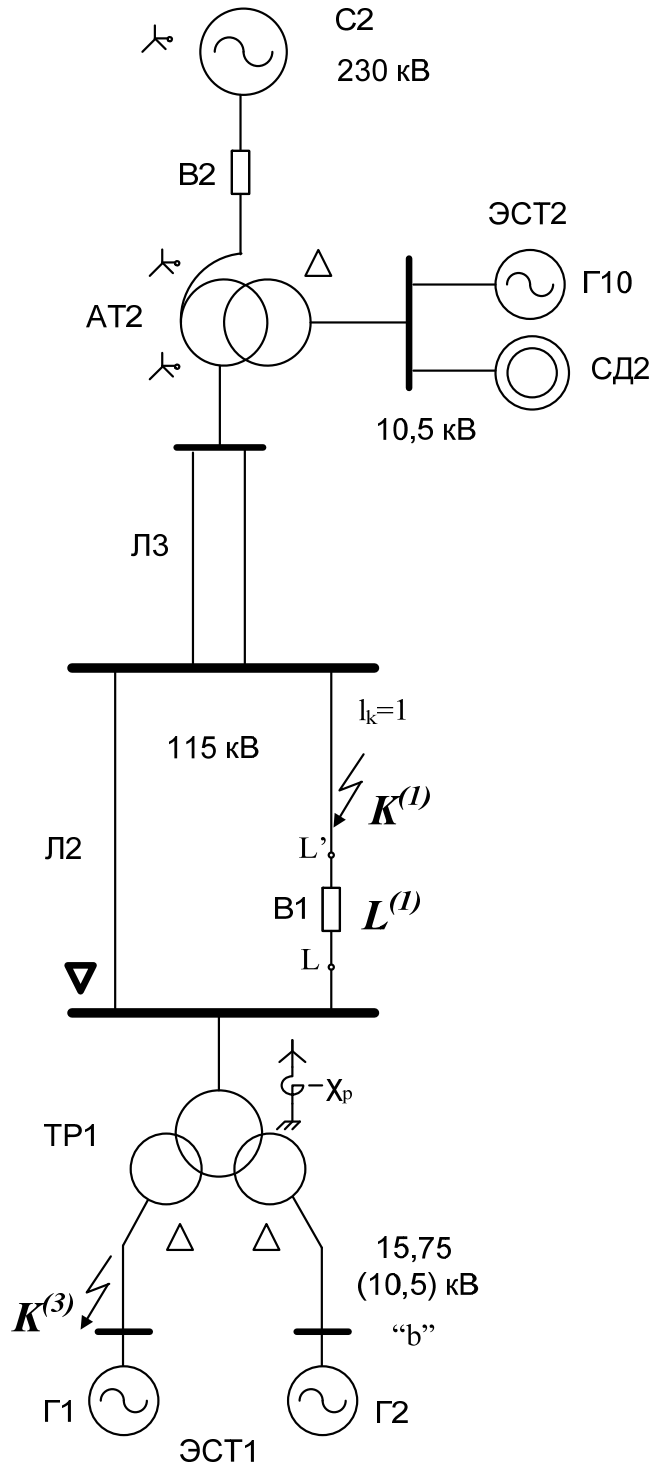 С2
230 кВ
В2
ЭСТ2
Г10
АТ2
СД2
10,5 кВ
Л3
lk=1
115 кВ
K(1)
Л2
L’
В1
L(1)
L
Xp
ТР1
15,75
(10,5) кВ
K(3)
“b”
Г1
Г2
ЭСТ1